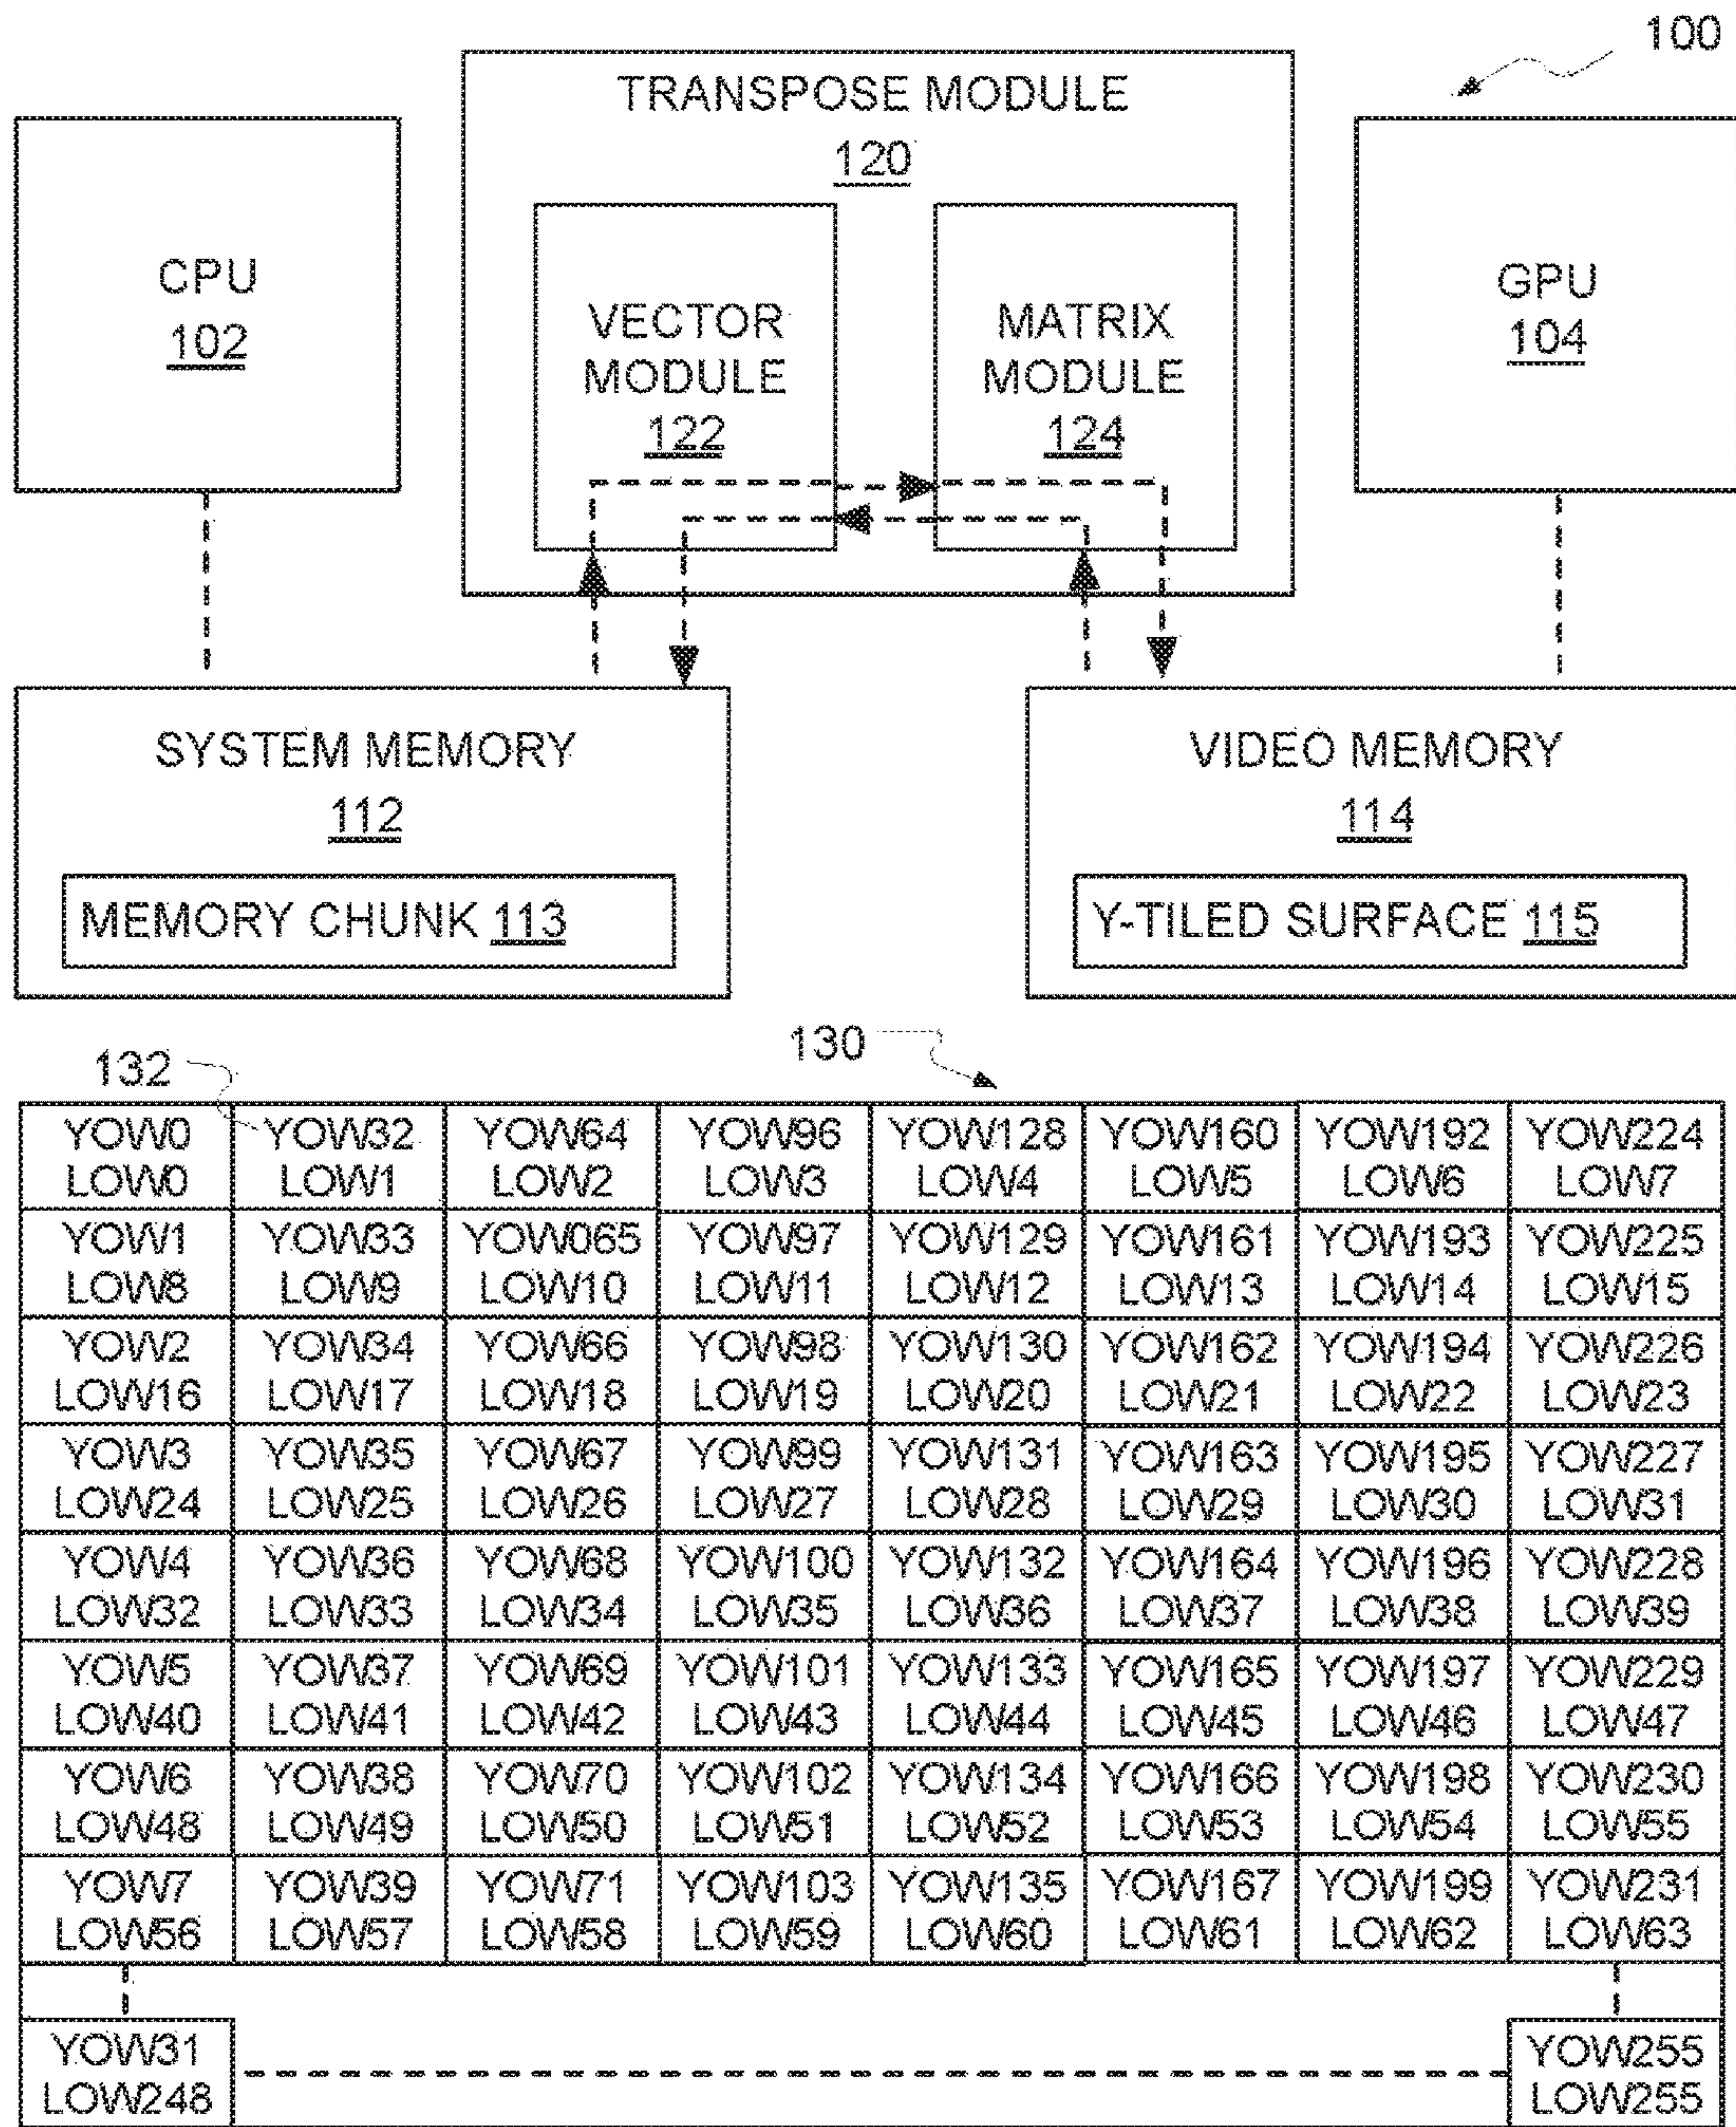 100
TRANSPOSE MODULE
120
CPU
102
VECTOR
MODULE
122
MATRIX
MODULE
124
GPU
104
SYSTEM MEMORY
112
MEMORY CHUNK 113
VIDEO MEMORY
114
Y-TILED SURFACE 115
132
130
YOW0 YOW32 YOW64 YOW96 YOW128 YOW160 YOW192 YOW224
LOW0 LOW1 LOW2 LOW3 LOW4 LOW5 LOW6 LOW7
YOW1 YOW33 YOW065 YOW97 YOW129 YOW161 YOW193 YOW225
LOW8 LOW9 LOW10 LOW11 LOW12 LOW13 LOW14 LOW15
YOW2 YOW34 YOW66 YOW98 YOW130 YOW162 YOW194 YOW226
LOW16 LOW17 LOW18 LOW19 LOW20 LOW21 LOW22 LOW23
YOW3 YOW35 YOW67 YOW99 YOW131 YOW163 YOW195 YOW227
LOW24 LOW25 LOW26 LOW27 LOW28 LOW29 LOW30 LOW31
YOW4 YOW36 YOW68 YOW100 YOW132 YOW164 YOW196 YOW228
LOW32 LOW33 LOW34 LOW35 LOW36 LOW37 LOW38 LOW39
YOW5 YOW37 YOW69 YOW101 YOW133 YOW165 YOW197 YOW229
LOW40 LOW41 LOW42 LOW43 LOW44 LOW45 LOW46 LOW47
YOW6 YOW38 YOW70 YOW102 YOW134 YOW166 YOW198 YOW230
LOW48 LOW49 LOW50 LOW51 LOW52 LOW53 LOW54 LOW55
YOW7 YOW39 YOW71 YOW103 YOW135 YOW167 YOW199 YOW231
LOW56 LOW57 LOW58 LOW59 LOW60 LOW61 LOW62 LOW63
YOW31 YOW255
LOW248 LOW255